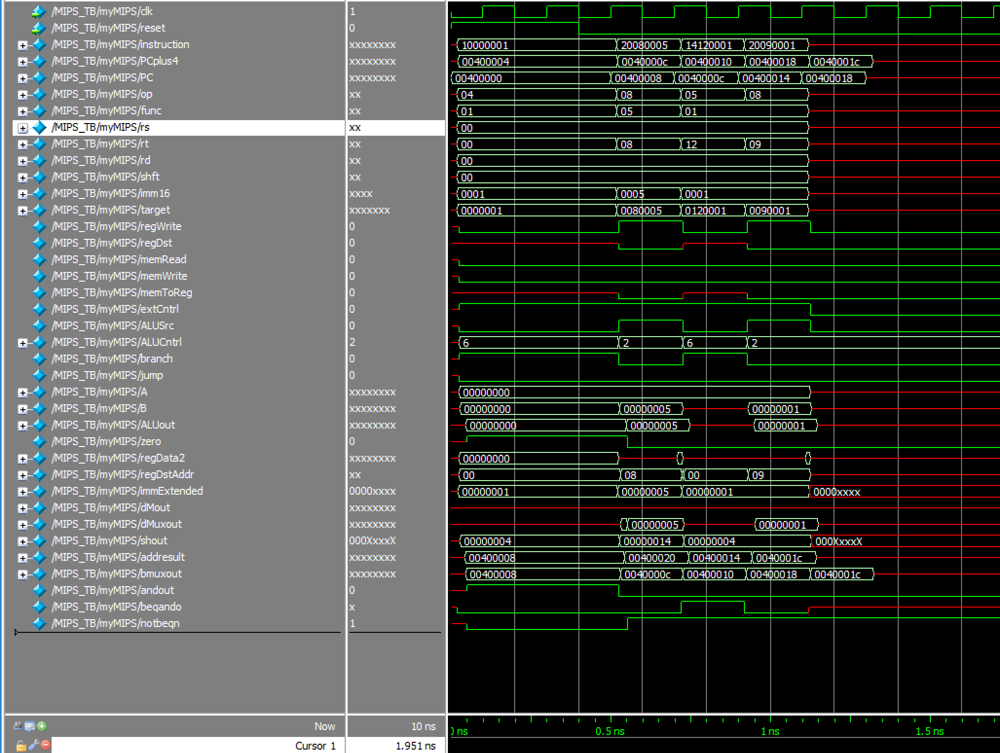 /MIPS_TB/myMIPS/clk 1
/MIPS_TB/myMIPS/reset 0
/MIPS_TB/myMIPS/instruction xxxxxxxx 10000001 20080005 14120001 20090001
/MIPS_TB/myMIPS/PCplus4 xxxxxxxx 00400004 0040000c 00400010 00400018 0040001c
/MIPS_TB/myMIPS/PC xxxxxxxx 00400000 00400008 0040000c 00400014 00400018
/MIPS_TB/myMIPS/op xx 04 08 05 08
/MIPS_TB/myMIPS/func xx 01 05 01
/MIPS_TB/myMIPS/rs xx 00
/MIPS_TB/myMIPS/rt xx 00 08 12 09
/MIPS_TB/myMIPS/rd xx 00
/MIPS_TB/myMIPS/shft xx 00
/MIPS_TB/myMIPS/imm16 xxxx 0001 0005 0001
/MIPS_TB/myMIPS/target xxxxxxx 0000001 0080005 0120001 0090001
/MIPS_TB/myMIPS/regWrite 0
/MIPS_TB/myMIPS/regDst 0
/MIPS_TB/myMIPS/memRead 0
/MIPS_TB/myMIPS/memWrite 0
/MIPS_TB/myMIPS/memToReg 0
/MIPS_TB/myMIPS/extCntrl 0
/MIPS_TB/myMIPS/ALUSrc 0
/MIPS_TB/myMIPS/ALUCntrl 2 6 2 6 2
/MIPS_TB/myMIPS/branch 0
/MIPS_TB/myMIPS/jump 0
/MIPS_TB/myMIPS/A xxxxxxxx 00000000
/MIPS_TB/myMIPS/B xxxxxxxx 00000000 00000005 00000001
/MIPS_TB/myMIPS/ALUout xxxxxxxx 00000000 00000005 00000001
/MIPS_TB/myMIPS/zero 0
/MIPS_TB/myMIPS/regData2 xxxxxxxx 00000000
/MIPS_TB/myMIPS/regDstAddr xx 00 08 00 09
/MIPS_TB/myMIPS/immExtended 0000xxxx 00000001 00000005 00000001 0000xxxx
/MIPS_TB/myMIPS/dMout xxxxxxxx
/MIPS_TB/myMIPS/dMuxout xxxxxxxx 00000005 00000001
/MIPS_TB/myMIPS/shout 000XxxxX 00000004 00000014 00000004 000XxxxX
/MIPS_TB/myMIPS/addresult xxxxxxxx 00400008 00400020 00400014 0040001c
/MIPS_TB/myMIPS/bmuxout xxxxxxxx 00400008 0040000c 00400010 00400018 0040001c
/MIPS_TB/myMIPS/andout 0
/MIPS_TB/myMIPS/beqando x
/MIPS_TB/myMIPS/notbeqn 1
Now 10 ns ns 0.5 ns 1 ns 1.5 ns
Cursor 1 1.951 ns